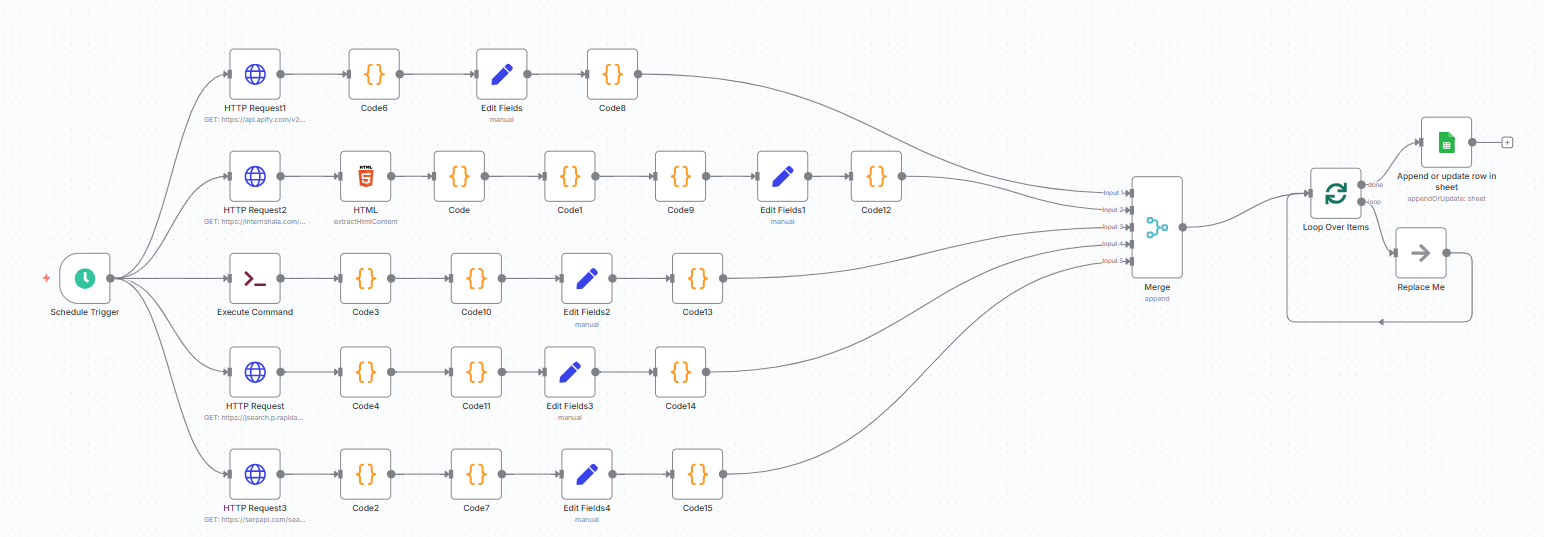 HTTP Request1
GET: https://api.apify.com/v2...
Code6
Edit Fields
manual
Code8
HTTP Request2
GET: https://internshala.com/...
HTML
HTML
extractHtmlContent
Code
Code1
Code9
Edit Fields1
manual
Code12
Schedule Trigger
Execute Command
Code3
Code10
Edit Fields2
manual
Code13
HTTP Request
GET: https://jsearch.p.rapida...
Code4
Code11
Edit Fields3
manual
Code14
HTTP Request3
GET: https://serpapi.com/sea...
Code2
Code7
Edit Fields4
manual
Code15
Input 1
Input 2
Input 3
Input 4
Input 5
Merge
append
done
loop
Loop Over Items
Append or update row in
sheet
appendOrUpdate: sheet
Replace Me